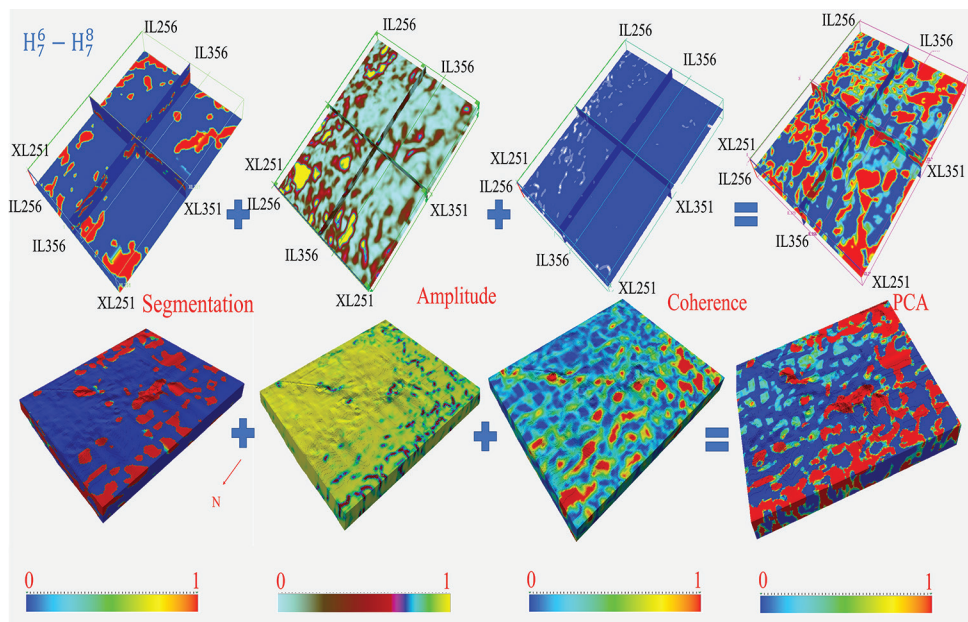 H₇⁶ − H₇⁸
IL256
IL356
XL251
IL256
IL356
XL351
XL251
IL256
IL356
XL251
IL256
IL356
XL351
XL251
IL256
IL356
XL251
IL256
IL356
XL351
XL251
IL256
IL356
XL251
IL256
IL356
XL351
XL251
+
+
=
Segmentation
Amplitude
Coherence
PCA
+
+
=
N
0 1
0 1
0 1
0 1